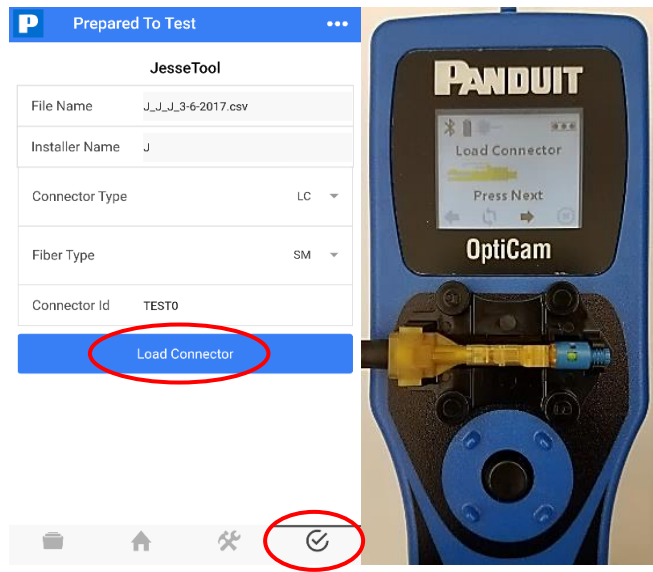 P Prepared To Test
JesseTool
File Name J_J_J_3-6-2017.csv
Installer Name J
Connector Type LC
Fiber Type SM
Connector Id TEST0
Load Connector
PANDUIT
Load Connector
Press Next
OptiCam